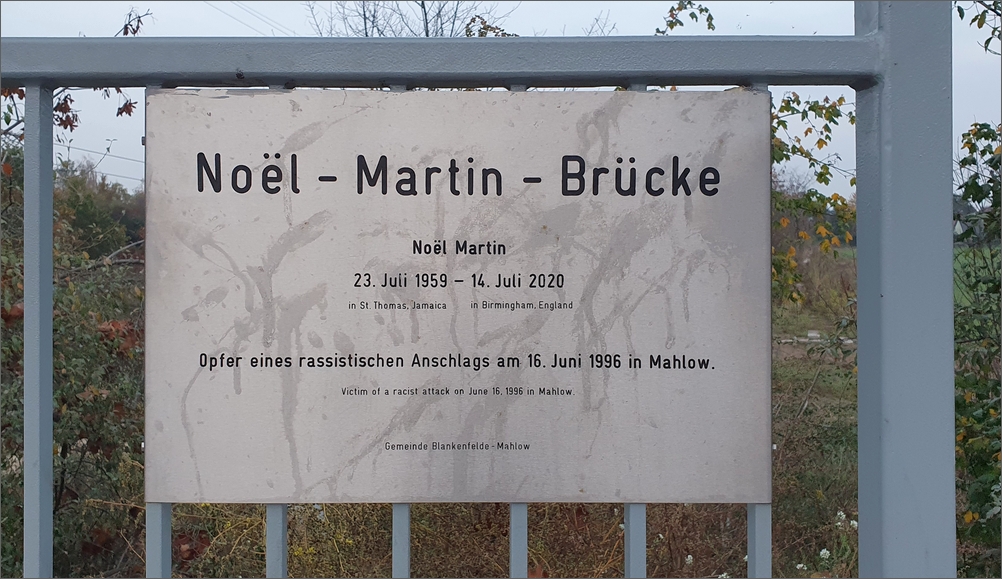 Noël - Martin - Brücke
Noël Martin
23. Juli 1959 – 14. Juli 2020
in St. Thomas, Jamaica in Birmingham, England
Opfer eines rassistischen Anschlags am 16. Juni 1996 in Mahlow.
Victim of a racist attack on June 16, 1996 in Mahlow.
Gemeinde Blankenfelde-Mahlow